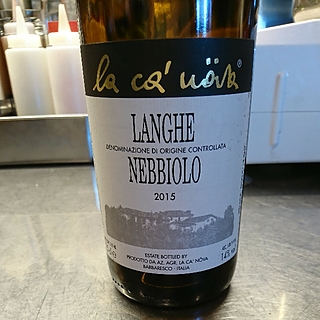 la ca' növa®
LANGHE
DENOMINAZIONE DI ORIGINE CONTROLLATA
NEBBIOLO
2015
ESTATE BOTTLED BY
PRODOTTO DA AZ. AGR. LA CA' NÖVA
BARBARESCO - ITALIA
14%